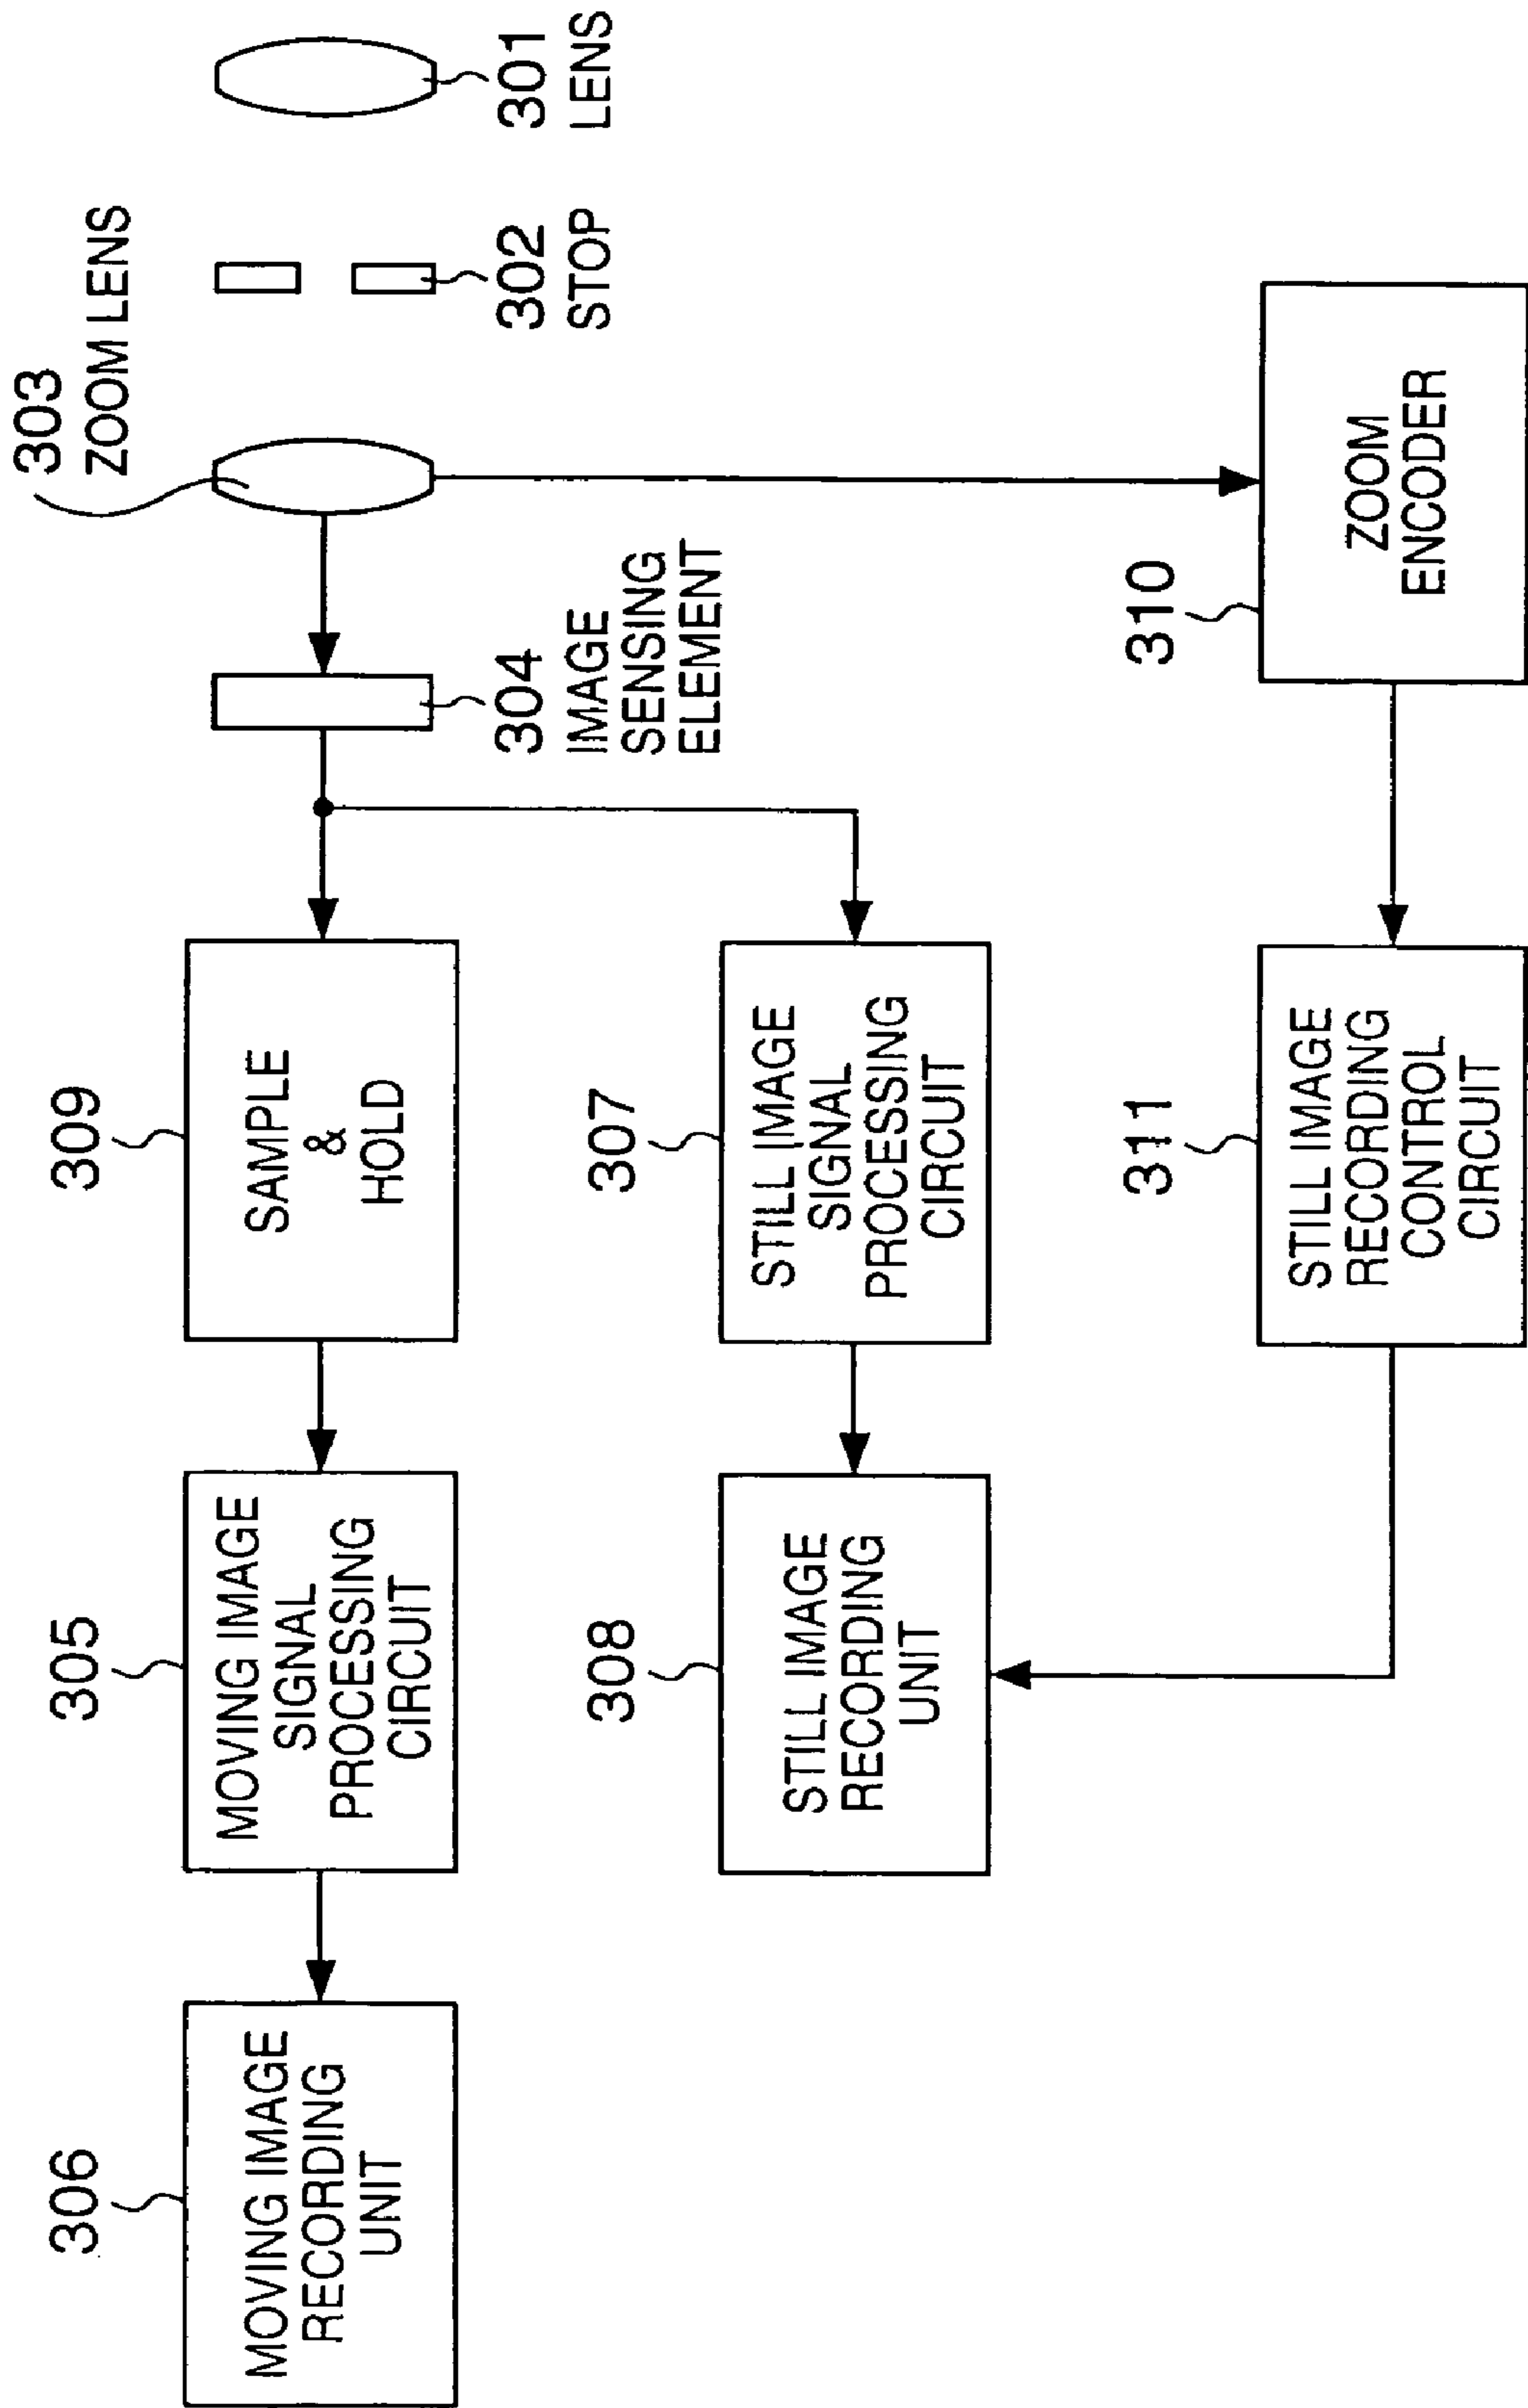 301
LENS
302
STOP
303
ZOOM LENS
304
IMAGE
SENSING
ELEMENT
309
SAMPLE
&
HOLD
305
MOVING IMAGE
SIGNAL
PROCESSING
CIRCUIT
306
MOVING IMAGE
RECORDING
UNIT
307
STILL IMAGE
SIGNAL
PROCESSING
CIRCUIT
308
STILL IMAGE
RECORDING
UNIT
310
ZOOM
ENCODER
311
STILL IMAGE
RECORDING
CONTROL
CIRCUIT